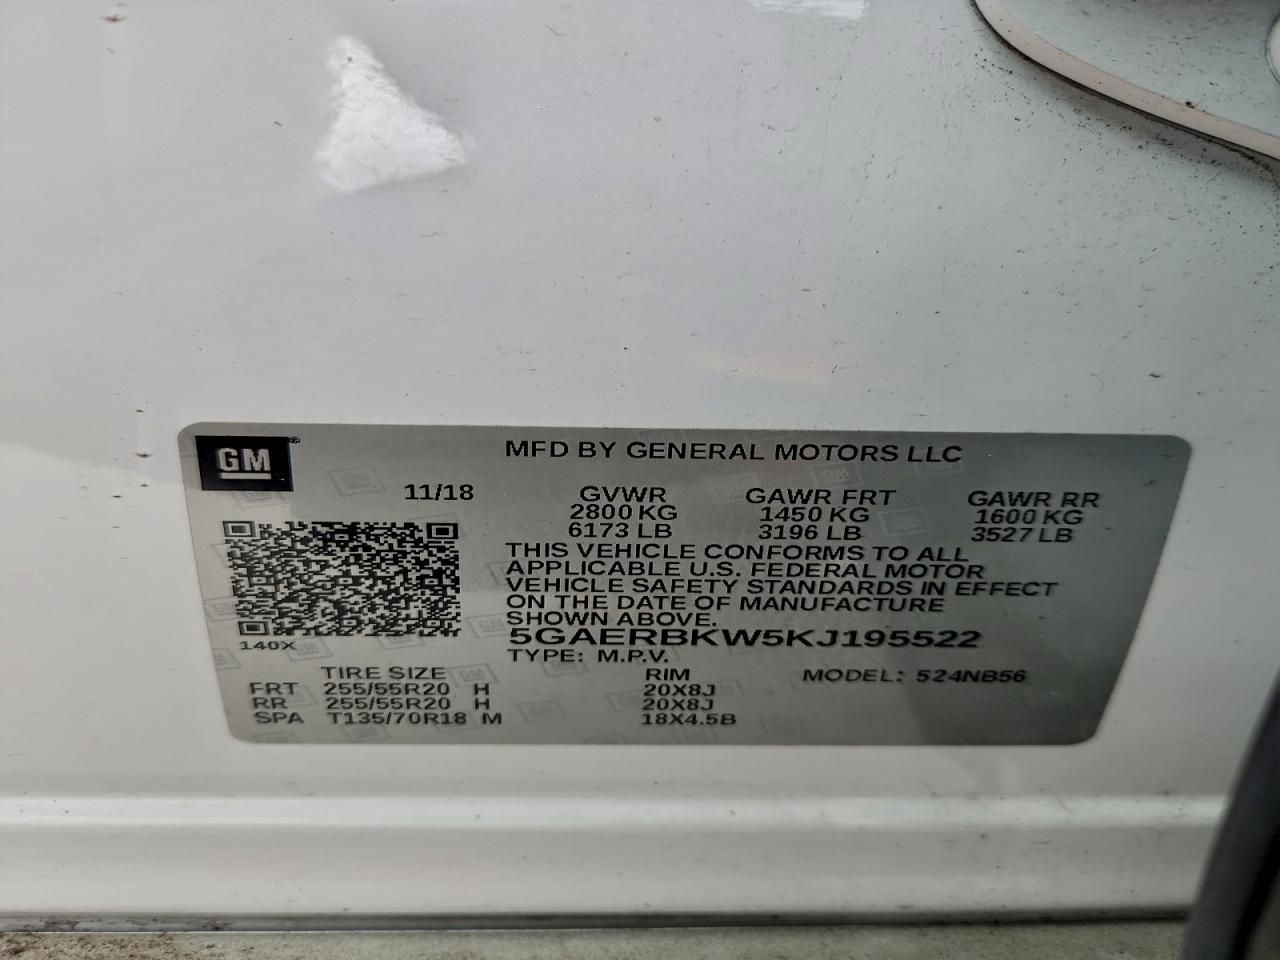 GM
MFD BY GENERAL MOTORS LLC
11/18 GVWR GAWR FRT GAWR RR
2800 KG 1450 KG 1600 KG
6173 LB 3196 LB 3527 LB
THIS VEHICLE CONFORMS TO ALL
APPLICABLE U.S. FEDERAL MOTOR
VEHICLE SAFETY STANDARDS IN EFFECT
ON THE DATE OF MANUFACTURE
SHOWN ABOVE.
5GAERBKW5KJ195522
140X
TYPE: M.P.V.
TIRE SIZE RIM MODEL: 524NB56
FRT 255/55R20 H 20X8J
RR 255/55R20 H 20X8J
SPA T135/70R18 M 18X4.5B